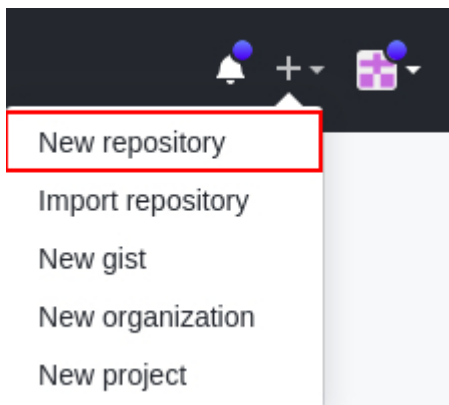 New repository
Import repository
New gist
New organization
New project